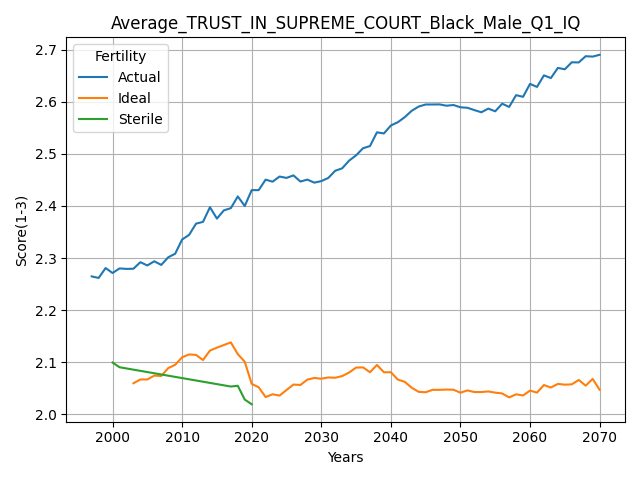 Average_TRUST_IN_SUPREME_COURT_Black_Male_Q1_IQ
Fertility
Actual
Ideal
Sterile
Score(1-3)
2.7
2.6
2.5
2.4
2.3
2.2
2.1
2.0
2000 2010 2020 2030 2040 2050 2060 2070
Years